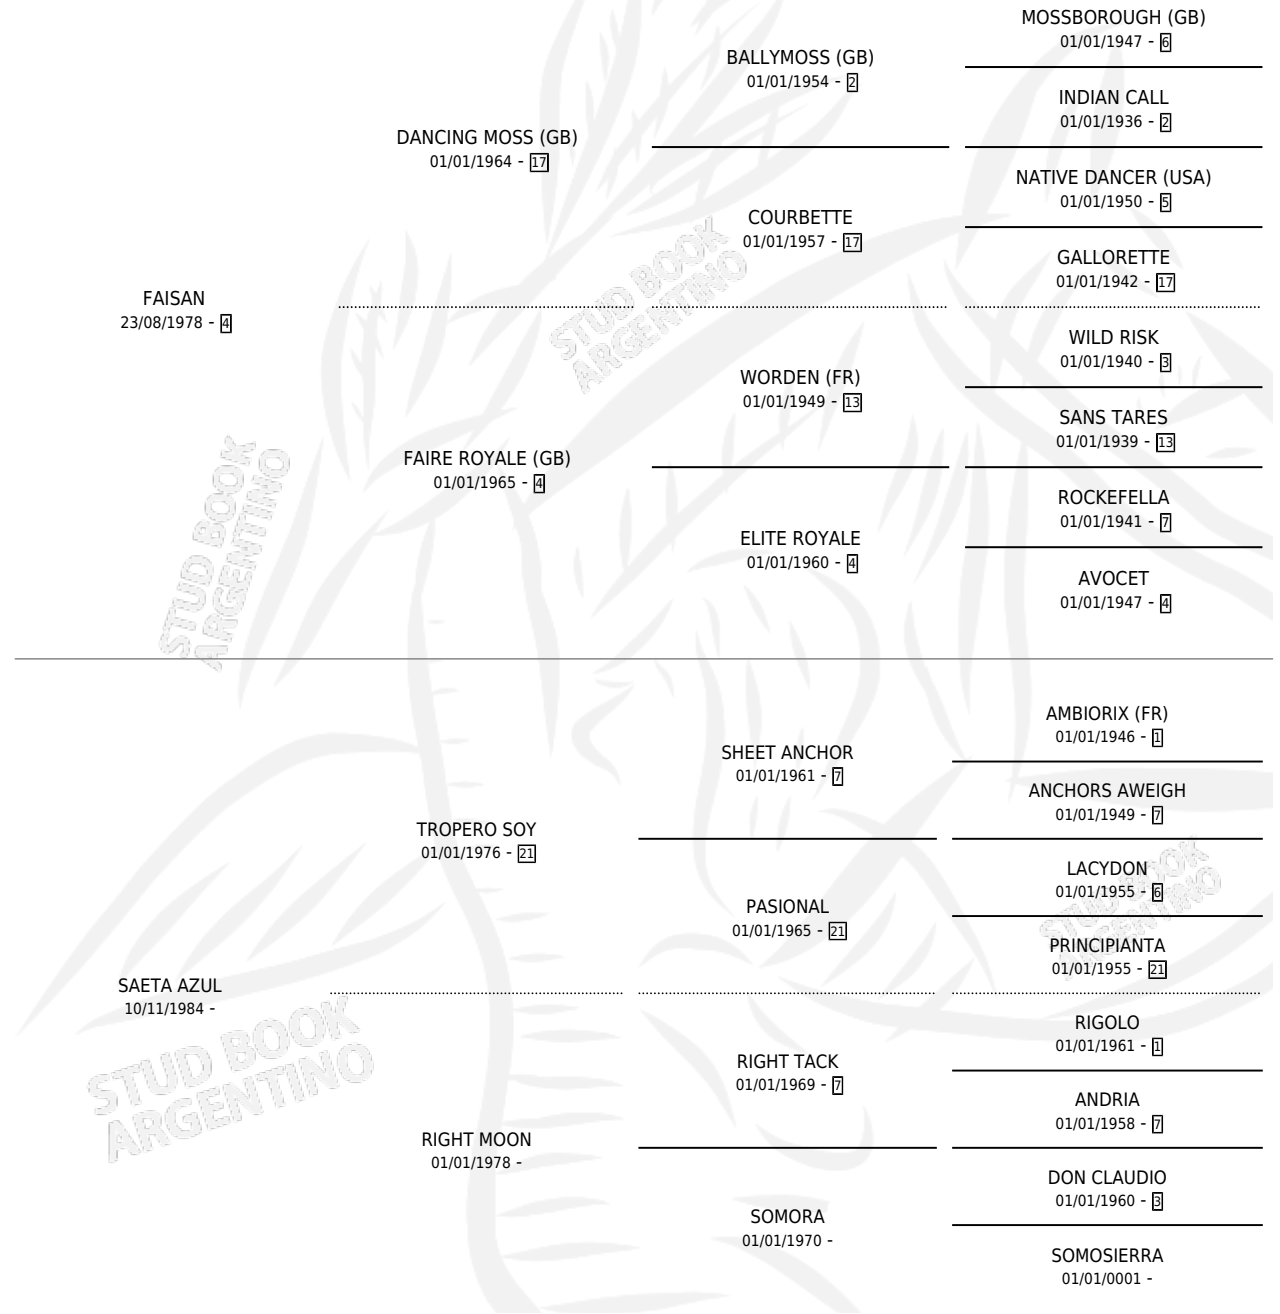 MOSSBOROUGH (GB)
01/01/1947 - 6
BALLYMOSS (GB)
01/01/1954 - 2
INDIAN CALL
01/01/1936 - 2
DANCING MOSS (GB)
01/01/1964 - 17
NATIVE DANCER (USA)
01/01/1950 - 5
COURBETTE
01/01/1957 - 17
GALLORETTE
01/01/1942 - 17
FAISAN
23/08/1978 - 4
STUD BOOK
ARGENTINO
WILD RISK
01/01/1940 - 3
WORDEN (FR)
01/01/1949 - 13
SANS TARES
01/01/1939 - 13
FAIRE ROYALE (GB)
01/01/1965 - 4
ROCKEFELLA
01/01/1941 - 7
ELITE ROYALE
01/01/1960 - 4
AVOCET
01/01/1947 - 4
STUD BOOK
ARGENTINO
AMBIORIX (FR)
01/01/1946 - 1
SHEET ANCHOR
01/01/1961 - 7
ANCHORS AWEIGH
01/01/1949 - 7
TROPERO SOY
01/01/1976 - 21
LACYDON
01/01/1955 - 6
PASIONAL
01/01/1965 - 21
STUD BOOK
ARGENTINO
PRINCIPIANTA
01/01/1955 - 21
SAETA AZUL
10/11/1984 -
STUD BOOK
ARGENTINO
RIGOLO
01/01/1961 - 1
RIGHT TACK
01/01/1969 - 7
ANDRIA
01/01/1958 - 7
RIGHT MOON
01/01/1978 -
DON CLAUDIO
01/01/1960 - 3
SOMORA
01/01/1970 -
SOMOSIERRA
01/01/0001 -